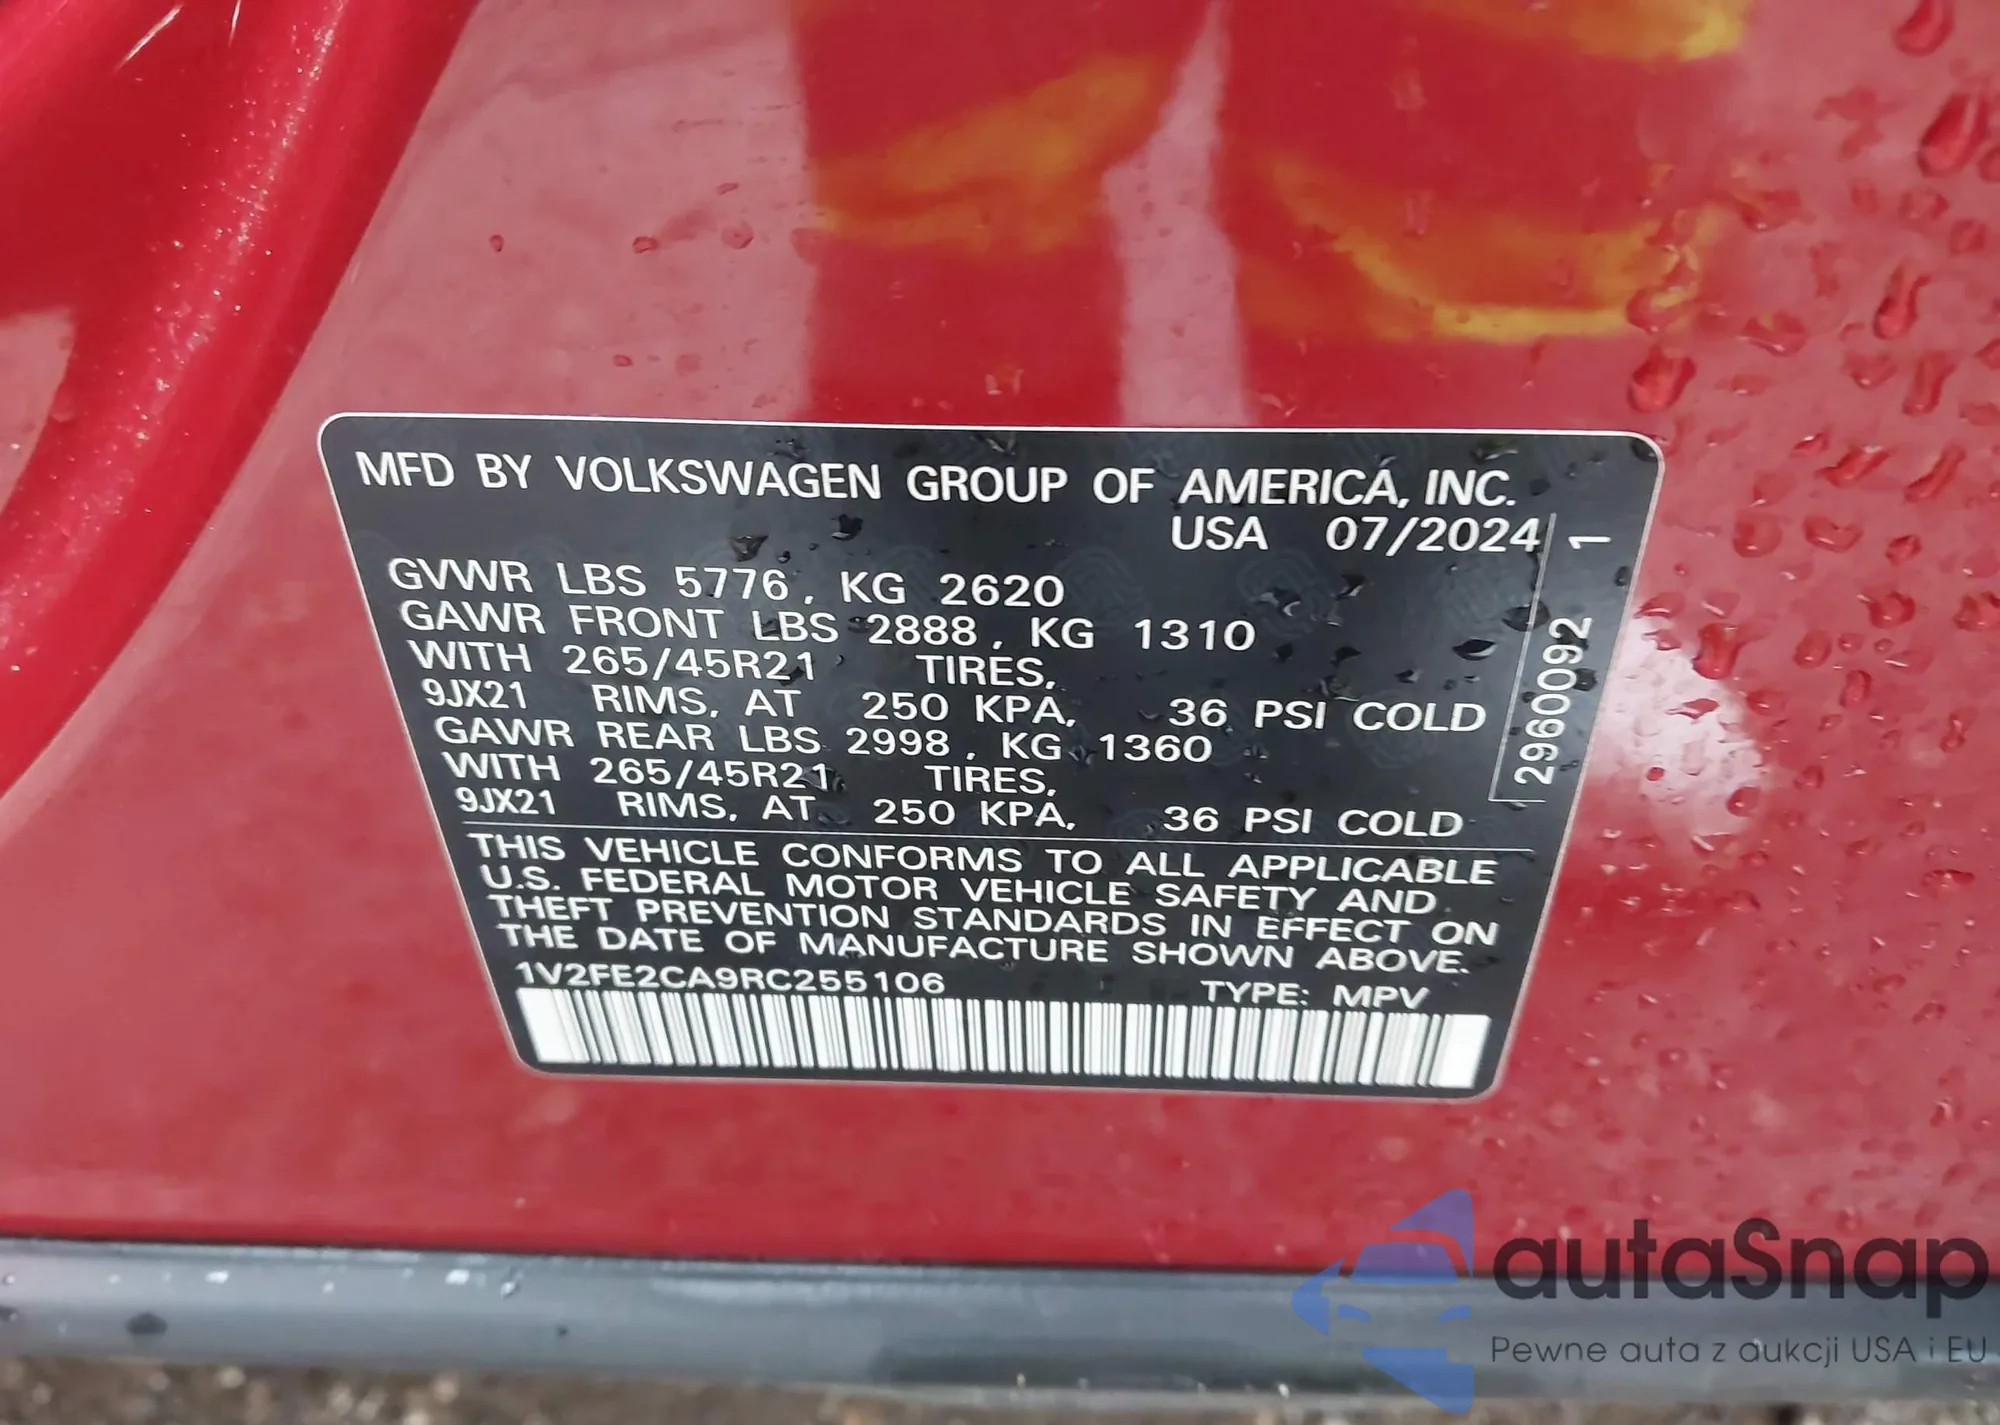 MFD BY VOLKSWAGEN GROUP OF AMERICA, INC.
USA 07/2024
GVWR LBS 5776, KG 2620
GAWR FRONT LBS 2888, KG 1310
WITH 265/45R21 TIRES,
9JX21 RIMS, AT 250 KPA, 36 PSI COLD
GAWR REAR LBS 2998, KG 1360
WITH 265/45R21 TIRES,
9JX21 RIMS, AT 250 KPA, 36 PSI COLD
2960092 1
THIS VEHICLE CONFORMS TO ALL APPLICABLE
U.S. FEDERAL MOTOR VEHICLE SAFETY AND
THEFT PREVENTION STANDARDS IN EFFECT ON
THE DATE OF MANUFACTURE SHOWN ABOVE.
1V2FE2CA9RC255106 TYPE: MPV
autaSnap
Pewne auta z aukcji USA i EU